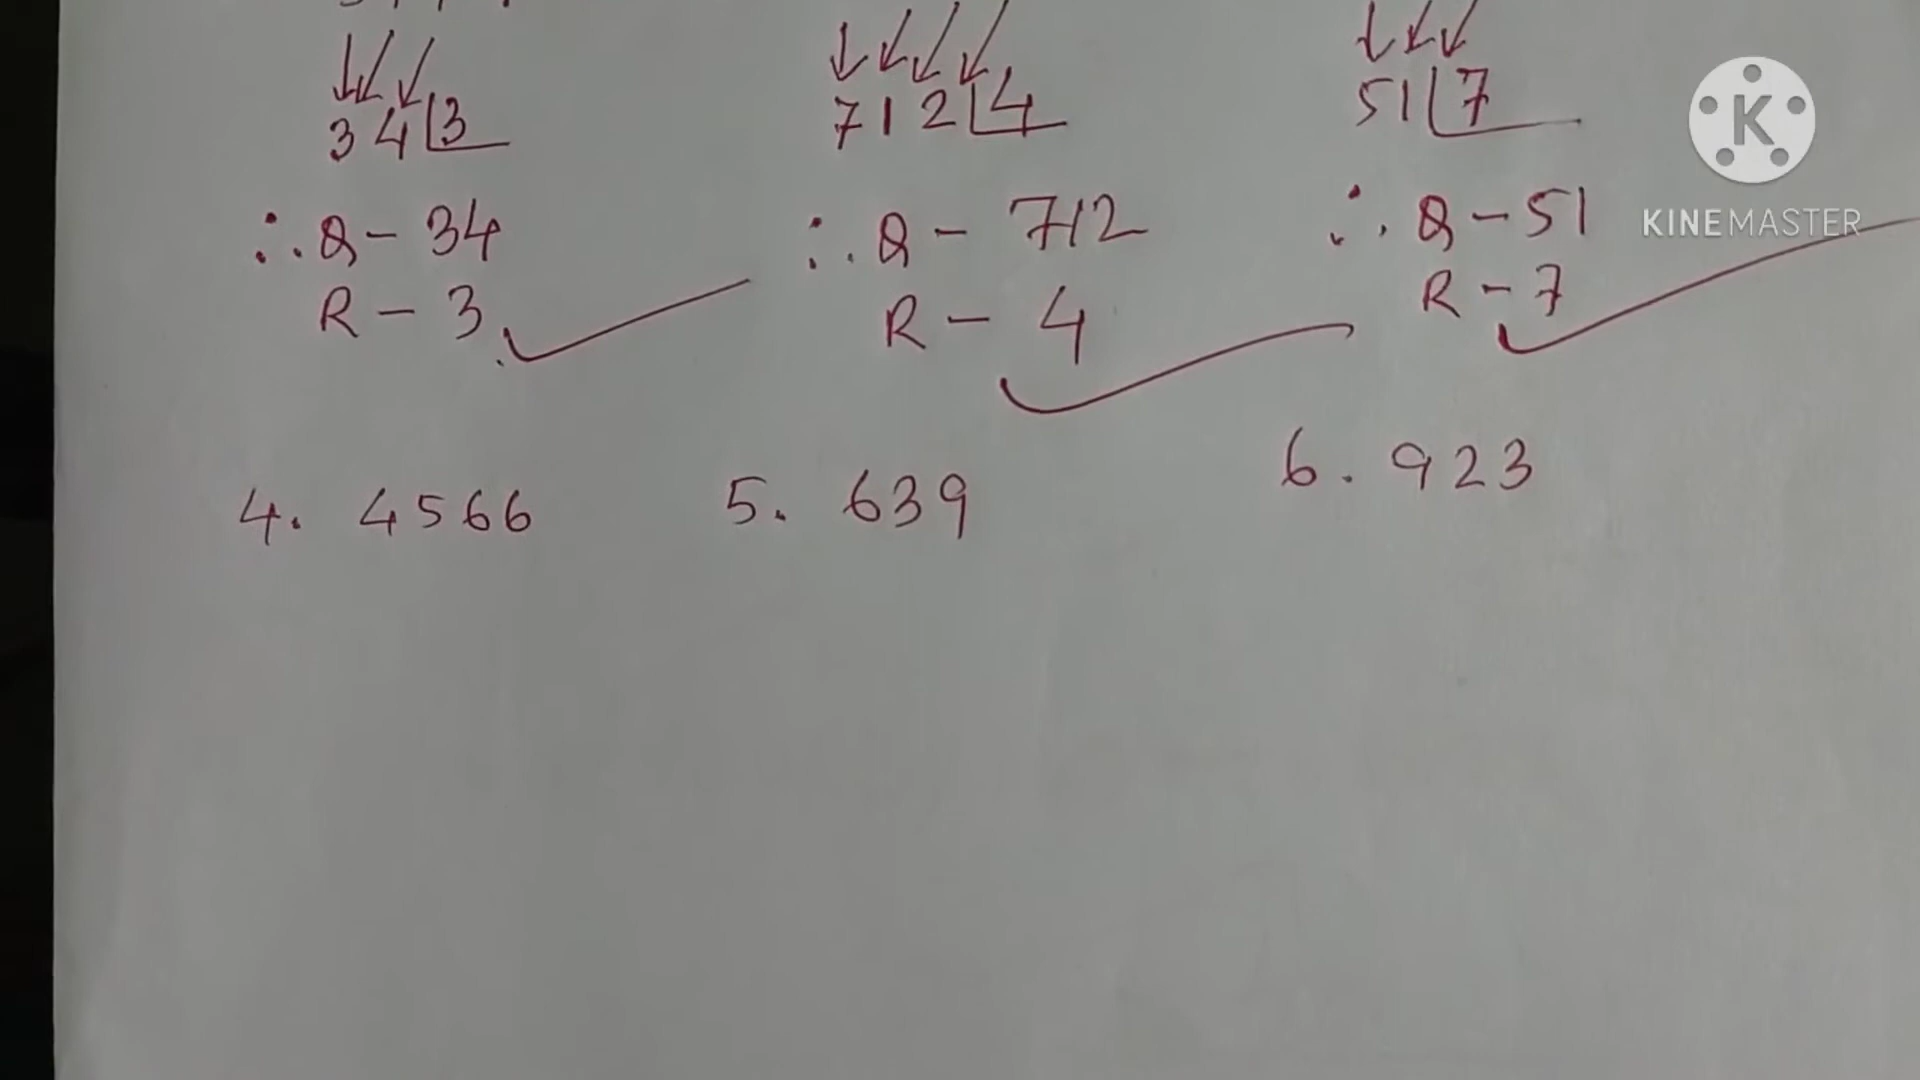 34|3 712|4 51|7
∴ Q - 34 ∴ Q - 712 ∴ Q - 51
R - 3 R - 4 R - 7
4. 4566 5. 639 6. 923
K
KINEMASTER